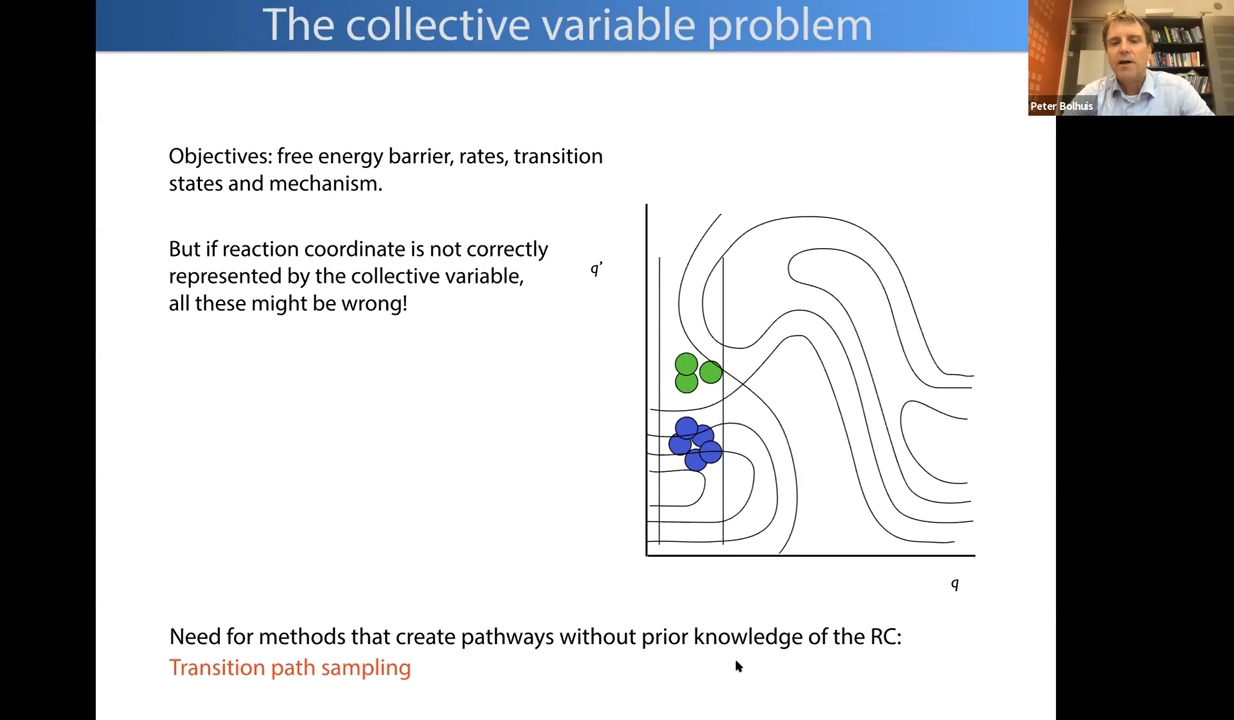 The collective variable problem
Peter Bolhuis
Objectives: free energy barrier, rates, transition
states and mechanism.
But if reaction coordinate is not correctly
represented by the collective variable,
all these might be wrong!
q'
q
Need for methods that create pathways without prior knowledge of the RC:
Transition path sampling